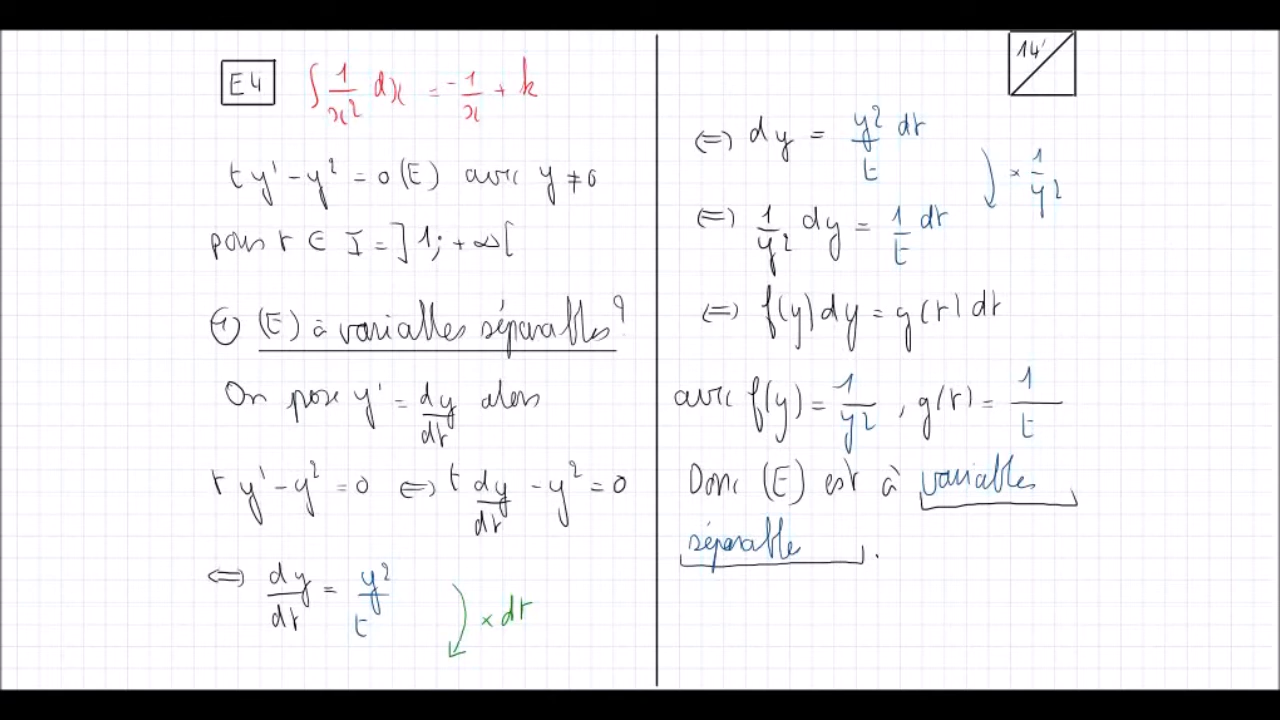 E4 ∫ 1/x² dx = -1/x + k
t y' - y² = 0 (E) avec y ≠ 0
pour t ∈ I = ]1; +∞[
① (E) à variables séparables?
On pose y' = dy/dt alors
t y' - y² = 0 ⟺ t dy/dt - y² = 0
⟺ dy/dt = y²/t
× dt
14'
⟺ dy = y²/t dt
× 1/y²
⟺ 1/y² dy = 1/t dt
⟺ f(y) dy = g(t) dt
avec f(y) = 1/y² , g(t) = 1/t
Donc (E) est à variables
séparable .